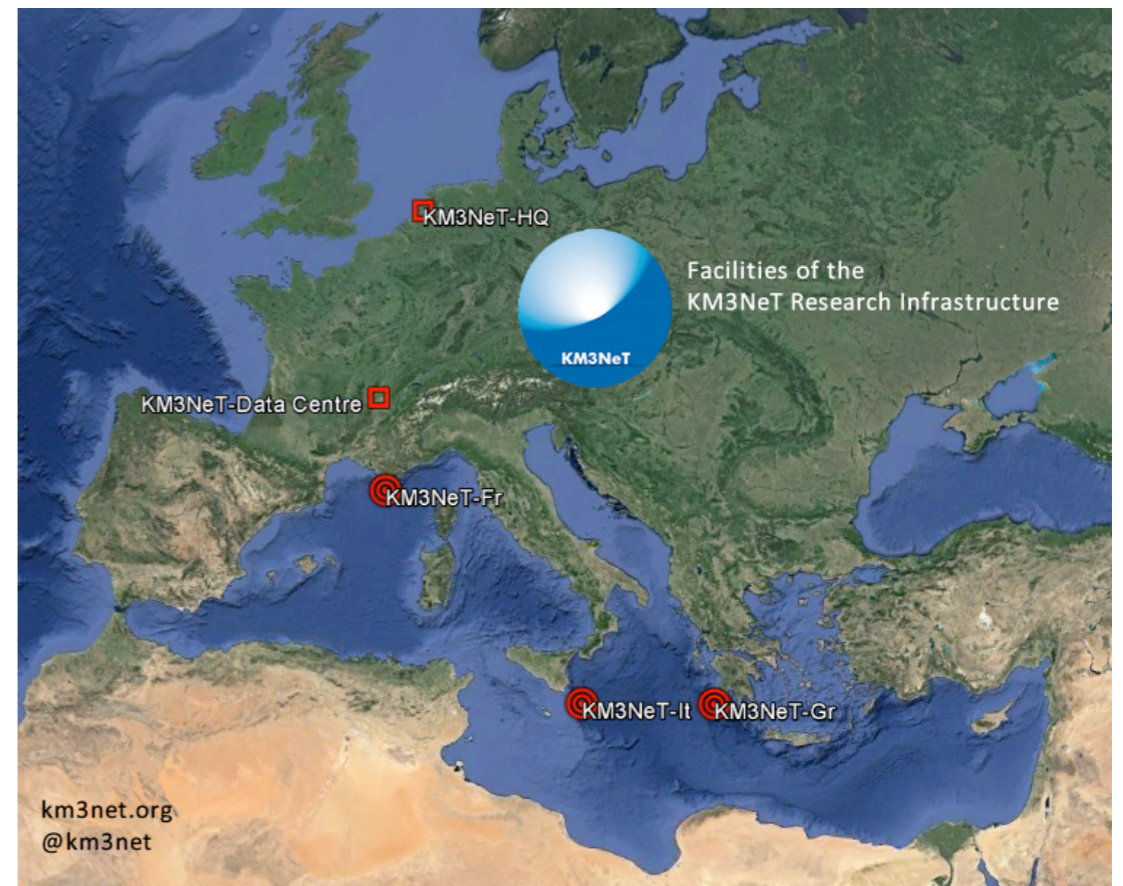 KM3NeT-HQ
Facilities of the
KM3NeT Research Infrastructure
KM3NeT
KM3NeT-Data Centre
KM3NeT-Fr
KM3NeT-It
KM3NeT-Gr
km3net.org
@km3net